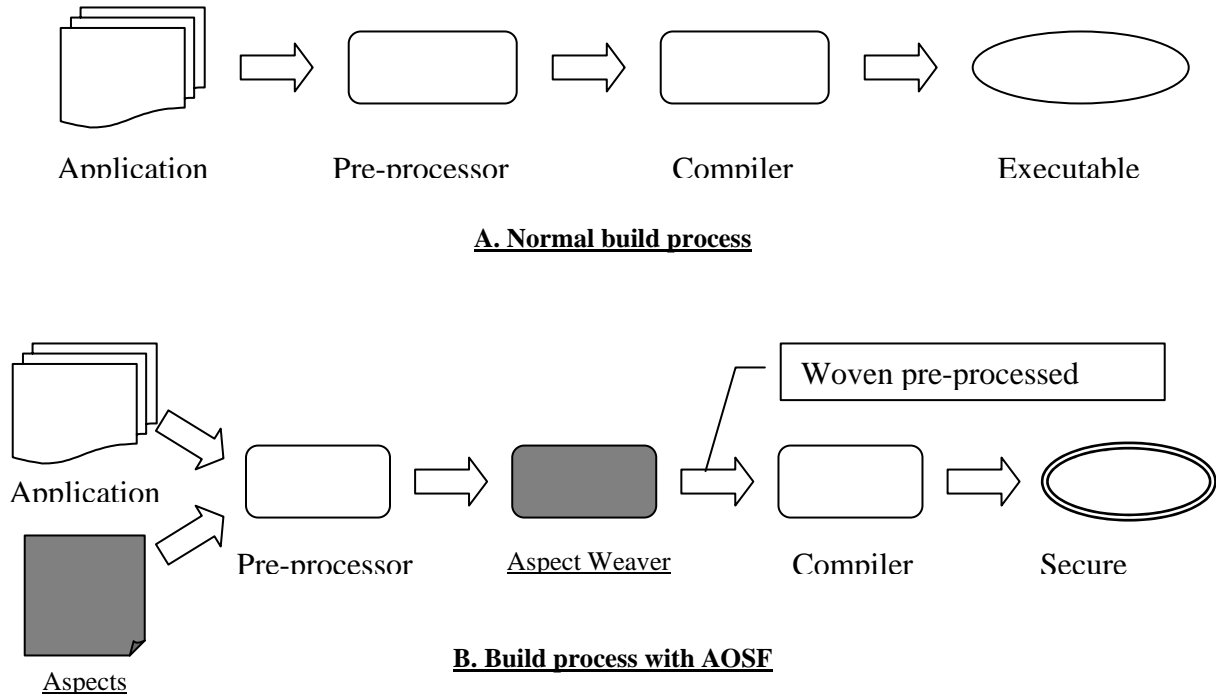 Application
Pre-processor
Compiler
Executable
A. Normal build process
Woven pre-processed
Application
Pre-processor
Aspect Weaver
Compiler
Secure
Aspects
B. Build process with AOSF